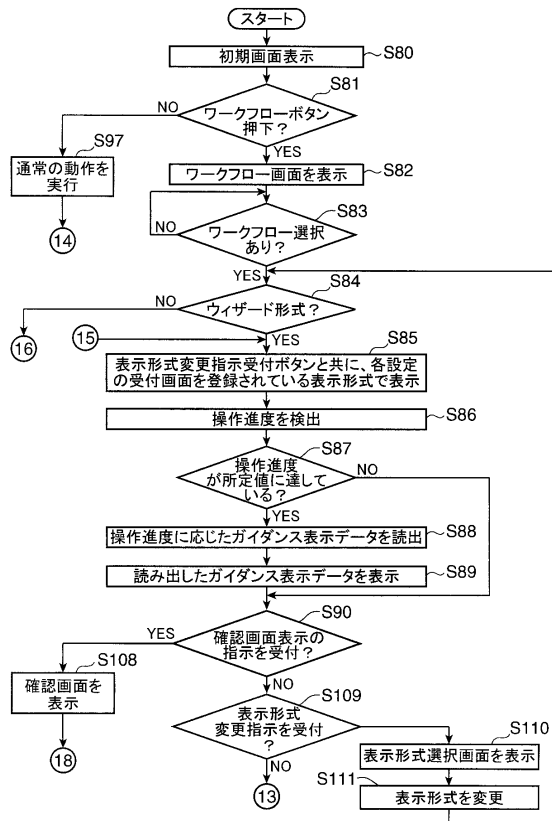 スタート
初期画面表示
S80
S81
ワークフローボタン
押下？
NO
YES
S97
通常の動作を
実行
14
ワークフロー画面を表示
S82
S83
ワークフロー選択
あり？
NO
YES
S84
ウィザード形式？
NO
YES
16
15
S85
表示形式変更指示受付ボタンと共に、各設定
の受付画面を登録されている表示形式で表示
操作進度を検出
S86
S87
操作進度
が所定値に達して
いる？
NO
YES
操作進度に応じたガイダンス表示データを読出
S88
読み出したガイダンス表示データを表示
S89
S90
確認画面表示の
指示を受付？
YES
NO
S108
確認画面を
表示
18
S109
表示形式
変更指示を受付
？
NO
13
S110
表示形式選択画面を表示
S111
表示形式を変更